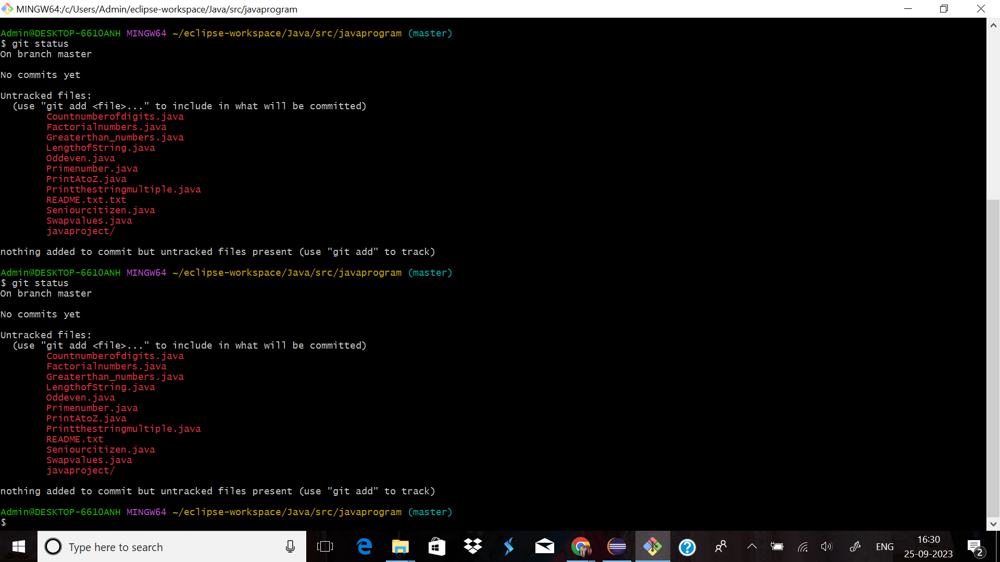 MINGW64:/c/Users/Admin/eclipse-workspace/Java/src/javaprogram
Admin@DESKTOP-661OANH MINGW64 ~/eclipse-workspace/Java/src/javaprogram (master)
$ git status
On branch master
No commits yet
Untracked files:
(use "git add <file>..." to include in what will be committed)
Countnumberofdigits.java
Factorialnumbers.java
Greaterthan_numbers.java
LengthofString.java
Oddeven.java
Primenumber.java
PrintAtoZ.java
Printthestringmultiple.java
README.txt.txt
Seniourcitizen.java
Swapvalues.java
javaproject/
nothing added to commit but untracked files present (use "git add" to track)
Admin@DESKTOP-661OANH MINGW64 ~/eclipse-workspace/Java/src/javaprogram (master)
$ git status
On branch master
No commits yet
Untracked files:
(use "git add <file>..." to include in what will be committed)
Countnumberofdigits.java
Factorialnumbers.java
Greaterthan_numbers.java
LengthofString.java
Oddeven.java
Primenumber.java
PrintAtoZ.java
Printthestringmultiple.java
README.txt
Seniourcitizen.java
Swapvalues.java
javaproject/
nothing added to commit but untracked files present (use "git add" to track)
Admin@DESKTOP-661OANH MINGW64 ~/eclipse-workspace/Java/src/javaprogram (master)
$
Type here to search
ENG
16:30
25-09-2023
2